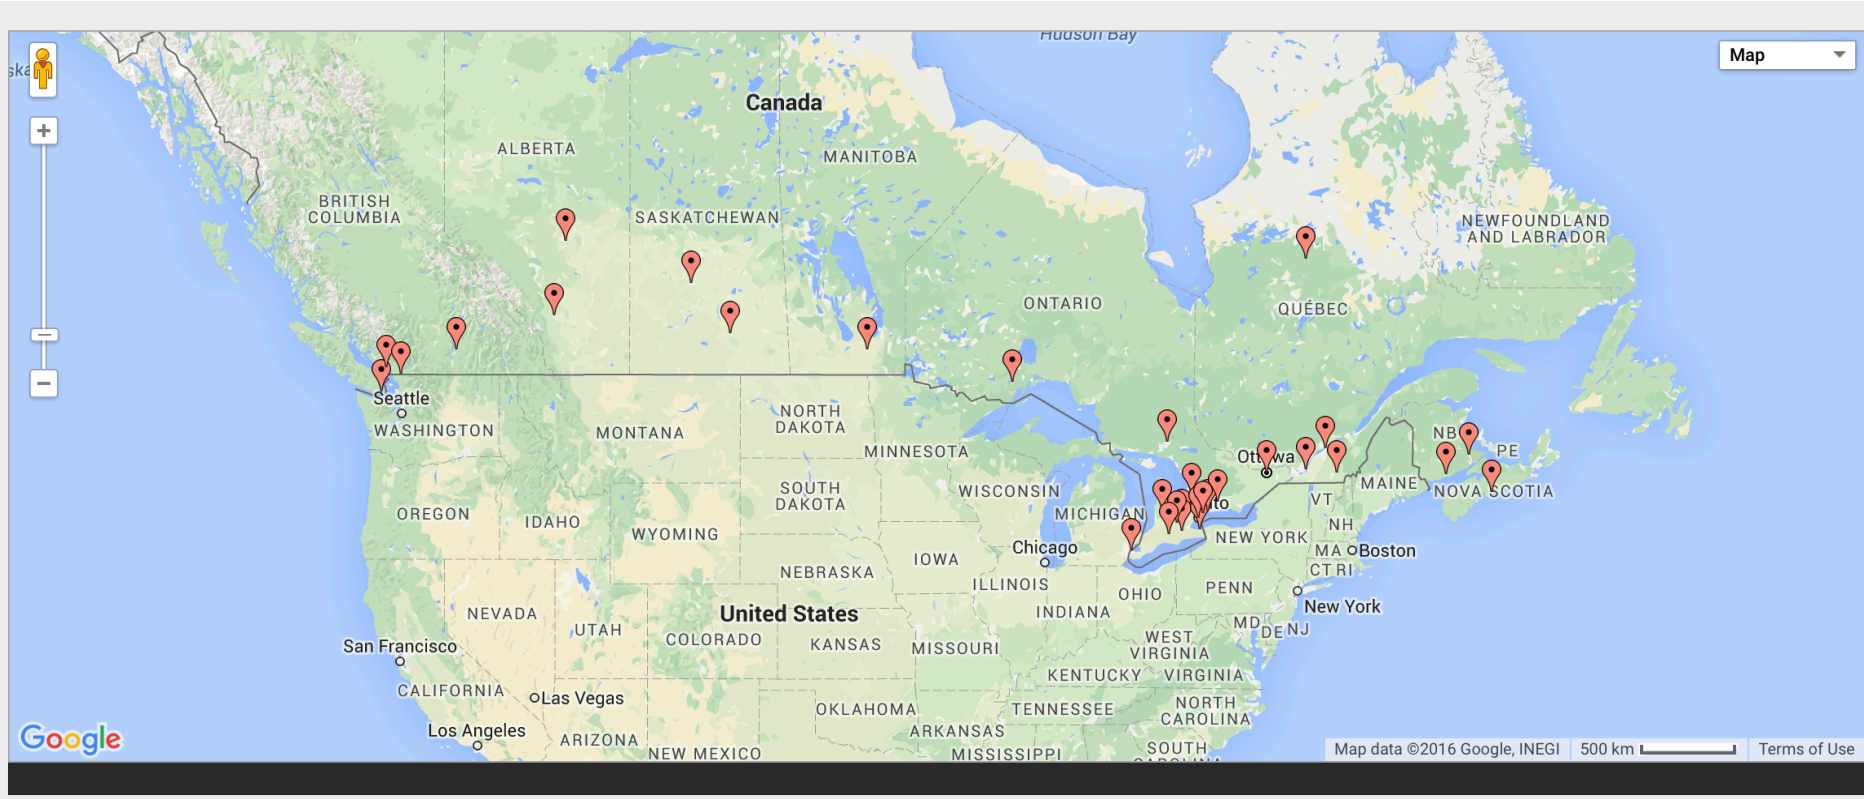 Hudson Bay
ska
Map
Canada
ALBERTA
MANITOBA
BRITISH
COLUMBIA
SASKATCHEWAN
NEWFOUNDLAND
AND LABRADOR
ONTARIO
QUÉBEC
Seattle
WASHINGTON
MONTANA
NORTH
DAKOTA
MINNESOTA
Ottawa
NB
PE
NOVA SCOTIA
MAINE
WISCONSIN
MICHIGAN
VT
NH
OREGON
IDAHO
SOUTH
DAKOTA
WYOMING
nto
NEW YORK
MA
Boston
CT RI
Chicago
IOWA
NEBRASKA
ILLINOIS
INDIANA
OHIO
PENN
New York
NEVADA
UTAH
United States
COLORADO
KANSAS
MISSOURI
WEST
VIRGINIA
MD
DE
NJ
San Francisco
CALIFORNIA
Las Vegas
KENTUCKY
VIRGINIA
OKLAHOMA
TENNESSEE
NORTH
CAROLINA
Los Angeles
ARIZONA
NEW MEXICO
ARKANSAS
MISSISSIPPI
SOUTH
CAROLINA
Google
Map data ©2016 Google, INEGI
500 km
Terms of Use